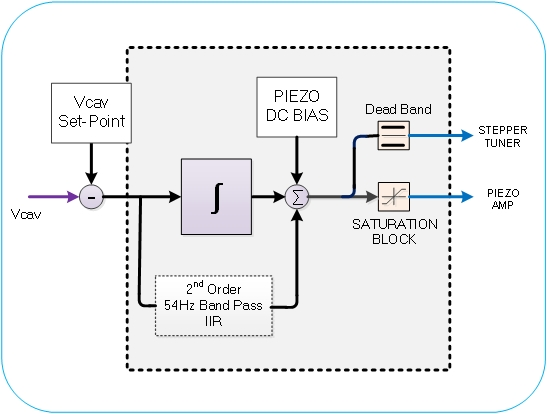 Vcav
Set-Point
PIEZO
DC BIAS
Dead Band
STEPPER
TUNER
-
∫
Σ
Vcav
PIEZO
AMP
SATURATION
BLOCK
2nd Order
54Hz Band Pass
IIR